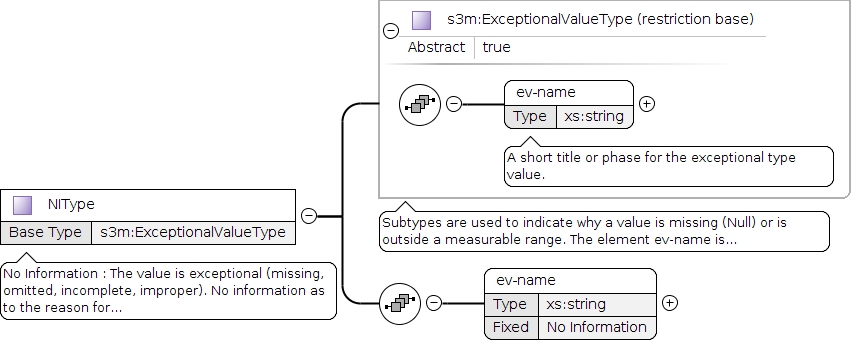 s3m:ExceptionalValueType (restriction base)
Abstract true
ev-name
Type xs:string
A short title or phase for the exceptional type
value.
NIType
Base Type s3m:ExceptionalValueType
No Information : The value is exceptional (missing,
omitted, incomplete, improper). No information as
to the reason for...
Subtypes are used to indicate why a value is missing (Null) or is
outside a measurable range. The element ev-name is...
ev-name
Type xs:string
Fixed No Information